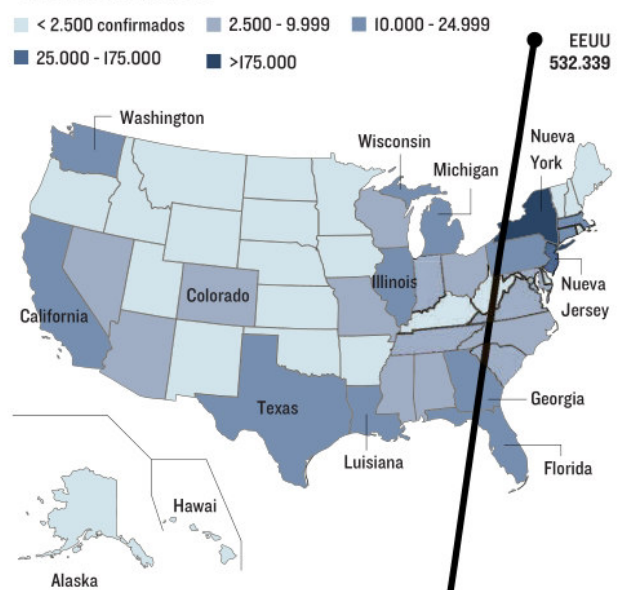 < 2.500 confirmados
2.500 - 9.999
10.000 - 24.999
25.000 - 175.000
>175.000
EEUU
532.339
Washington
Wisconsin
Michigan
Nueva
York
Illinois
Colorado
California
Nueva
Jersey
Texas
Georgia
Luisiana
Florida
Hawai
Alaska